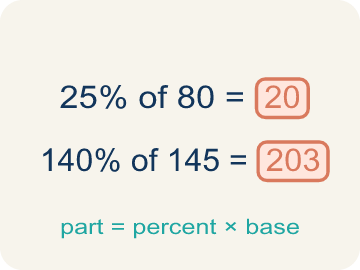 25% of 80 = 20
140% of 145 = 203
part = percent × base